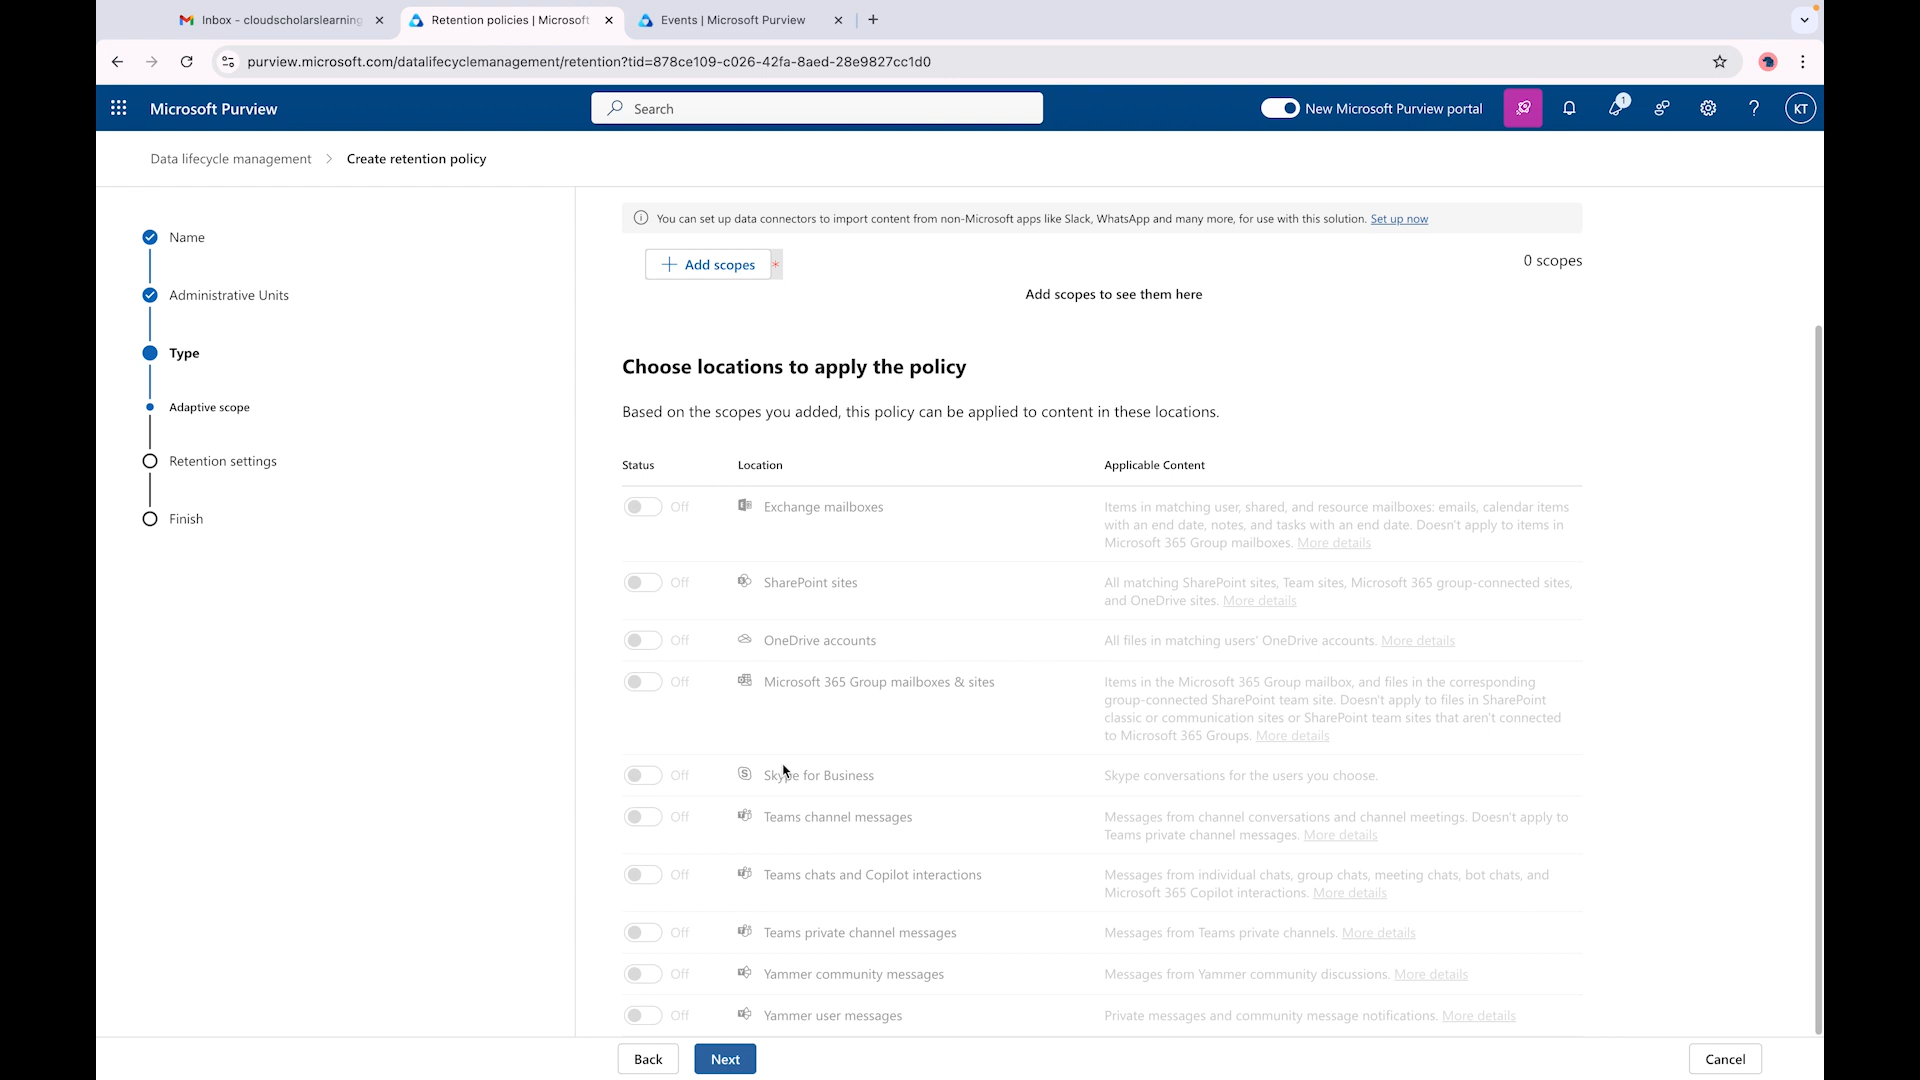 Inbox - cloudscholarslearning
Retention policies | Microsoft
Events | Microsoft Purview
purview.microsoft.com/datalifecyclemanagement/retention?tid=878ce109-c026-42fa-8aed-28e9827cc1d0
Microsoft Purview
Search
New Microsoft Purview portal
1
KT
Data lifecycle management > Create retention policy
Name
Administrative Units
Type
Adaptive scope
Retention settings
Finish
You can set up data connectors to import content from non-Microsoft apps like Slack, WhatsApp and many more, for use with this solution. Set up now
+ Add scopes *
0 scopes
Add scopes to see them here
Choose locations to apply the policy
Based on the scopes you added, this policy can be applied to content in these locations.
Status Location Applicable Content
Off Exchange mailboxes Items in matching user, shared, and resource mailboxes: emails, calendar items
with an end date, notes, and tasks with an end date. Doesn't apply to items in
Microsoft 365 Group mailboxes. More details
Off SharePoint sites All matching SharePoint sites, Team sites, Microsoft 365 group-connected sites,
and OneDrive sites. More details
Off OneDrive accounts All files in matching users' OneDrive accounts. More details
Off Microsoft 365 Group mailboxes & sites Items in the Microsoft 365 Group mailbox, and files in the corresponding
group-connected SharePoint team site. Doesn't apply to files in SharePoint
classic or communication sites or SharePoint team sites that aren't connected
to Microsoft 365 Groups. More details
Off Skype for Business Skype conversations for the users you choose.
Off Teams channel messages Messages from channel conversations and channel meetings. Doesn't apply to
Teams private channel messages. More details
Off Teams chats and Copilot interactions Messages from individual chats, group chats, meeting chats, bot chats, and
Microsoft 365 Copilot interactions. More details
Off Teams private channel messages Messages from Teams private channels. More details
Off Yammer community messages Messages from Yammer community discussions. More details
Off Yammer user messages Private messages and community message notifications. More details
Back
Next
Cancel